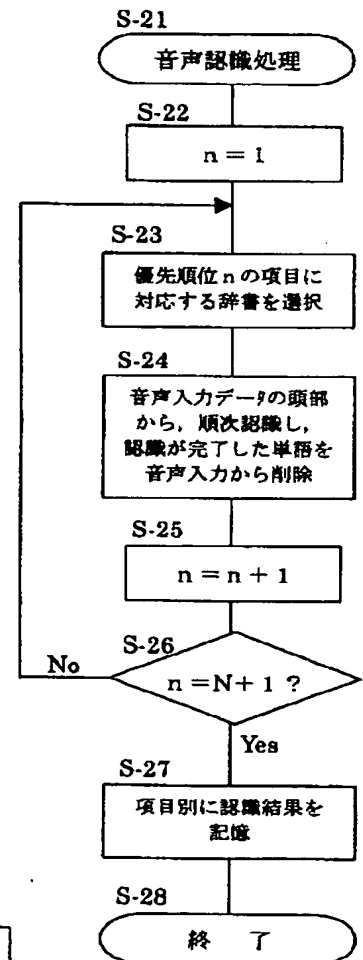 S-21
音声認識処理
S-22
n = 1
S-23
優先順位 n の項目に
対応する辞書を選択
S-24
音声入力データの頭部
から, 順次認識し,
認識が完了した単語を
音声入力から削除
S-25
n = n + 1
S-26
No
n = N + 1 ?
Yes
S-27
項目別に認識結果を
記憶
S-28
終 了